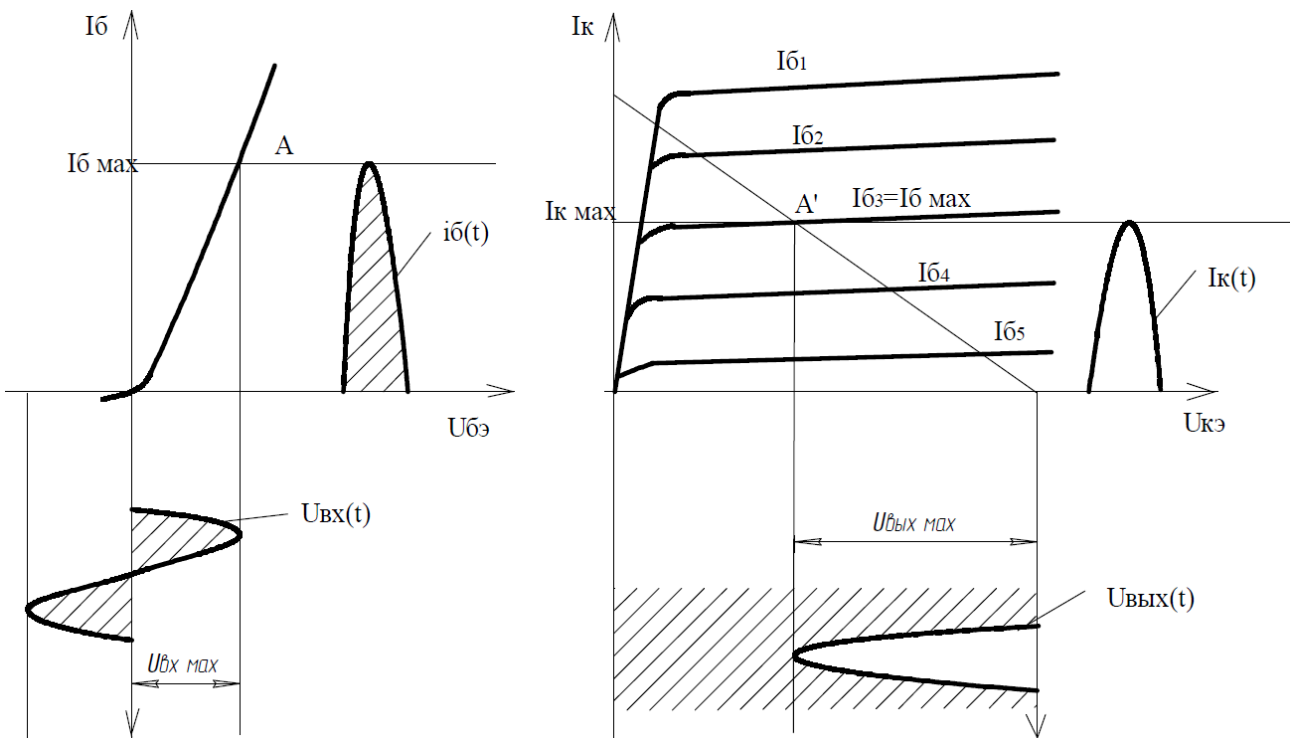 Iб
Iб мах
A
iб(t)
Uбэ
Uвх(t)
Uвх мах
Iк
Iб1
Iб2
Iк мах
A'
Iб3=Iб мах
Iб4
Iк(t)
Iб5
Uкэ
Uвых мах
Uвых(t)